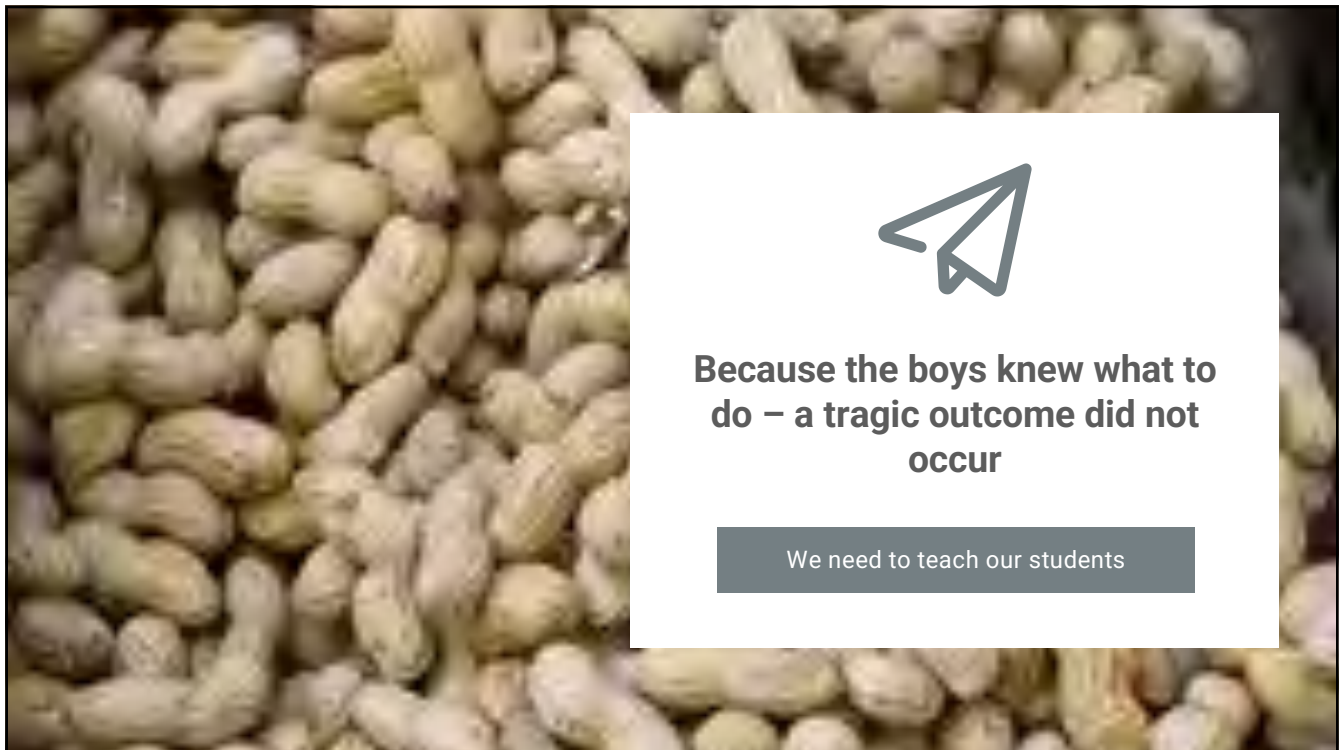 Because the boys knew what to
do – a tragic outcome did not
occur
We need to teach our students